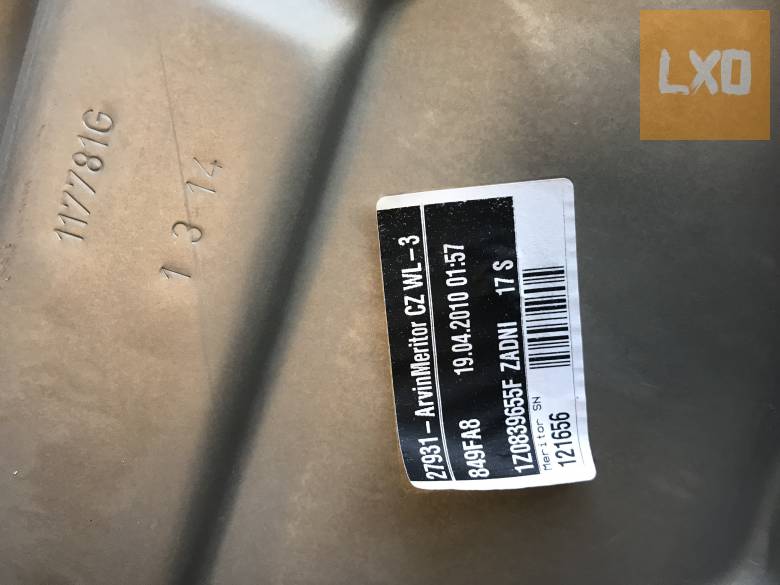 LXO
117781G
1 3 14
27931 – ArvinMeritor CZ WL – 3
849FA8 19.04.2010 01:57
1Z0839655F ZADNI 17 S
Meritor SN
121656